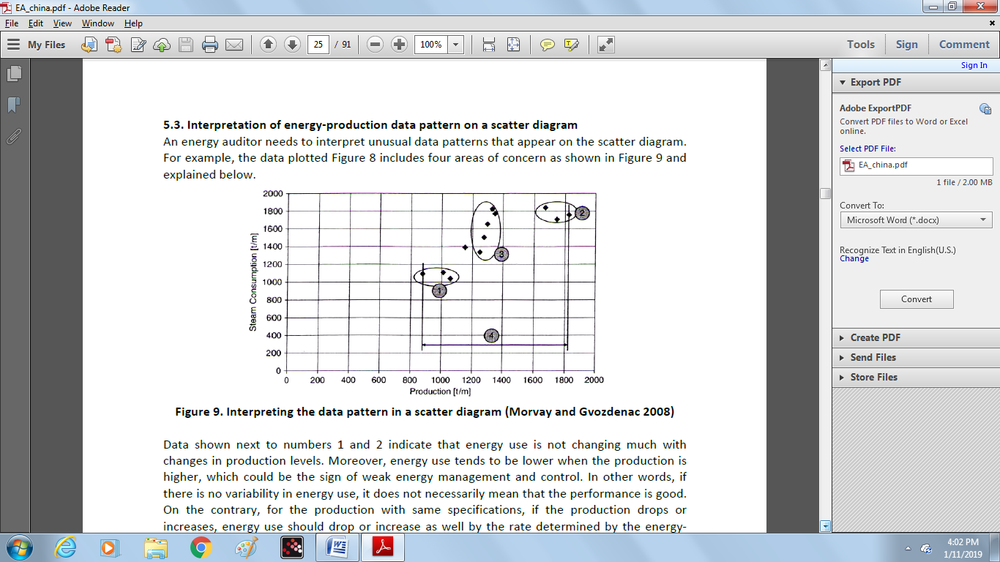 EA_china.pdf - Adobe Reader
File Edit View Window Help
My Files 25 / 91 100% Tools Sign Comment
Sign In
Export PDF
Adobe ExportPDF
Convert PDF files to Word or Excel
online.
Select PDF File:
EA_china.pdf
1 file / 2.00 MB
Convert To:
Microsoft Word (*.docx)
Recognize Text in English(U.S.)
Change
Convert
Create PDF
Send Files
Store Files
5.3. Interpretation of energy-production data pattern on a scatter diagram
An energy auditor needs to interpret unusual data patterns that appear on the scatter diagram.
For example, the data plotted Figure 8 includes four areas of concern as shown in Figure 9 and
explained below.
Steam Consumption [t/m]
2000
1800
1600
1400
1200
1000
800
600
400
200
0
2
3
1
4
0 200 400 600 800 1000 1200 1400 1600 1800 2000
Production [t/m]
Figure 9. Interpreting the data pattern in a scatter diagram (Morvay and Gvozdenac 2008)
Data shown next to numbers 1 and 2 indicate that energy use is not changing much with
changes in production levels. Moreover, energy use tends to be lower when the production is
higher, which could be the sign of weak energy management and control. In other words, if
there is no variability in energy use, it does not necessarily mean that the performance is good.
On the contrary, for the production with same specifications, if the production drops or
increases, energy use should drop or increase as well by the rate determined by the energy-
4:02 PM
1/11/2019